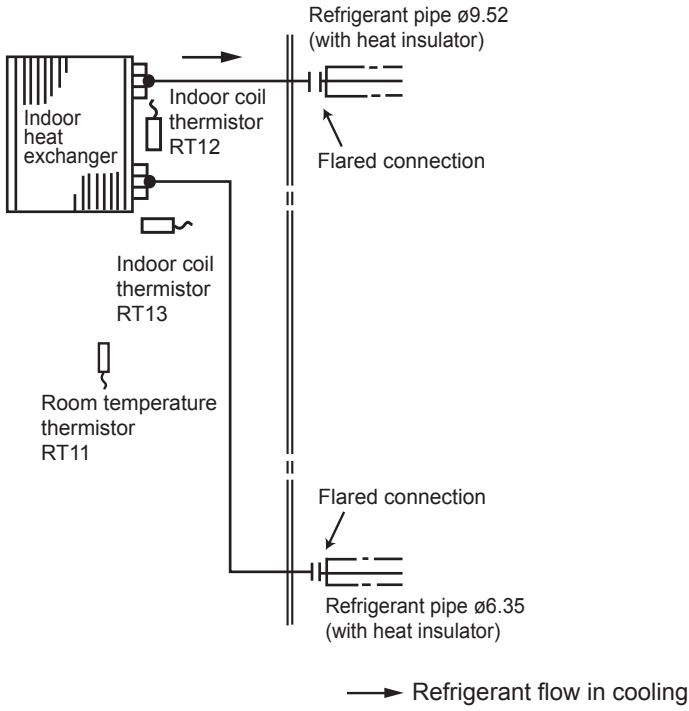 Refrigerant pipe ø9.52
(with heat insulator)
Indoor
heat
exchanger
Indoor coil
thermistor
RT12
Flared connection
Indoor coil
thermistor
RT13
Room temperature
thermistor
RT11
Flared connection
Refrigerant pipe ø6.35
(with heat insulator)
Refrigerant flow in cooling